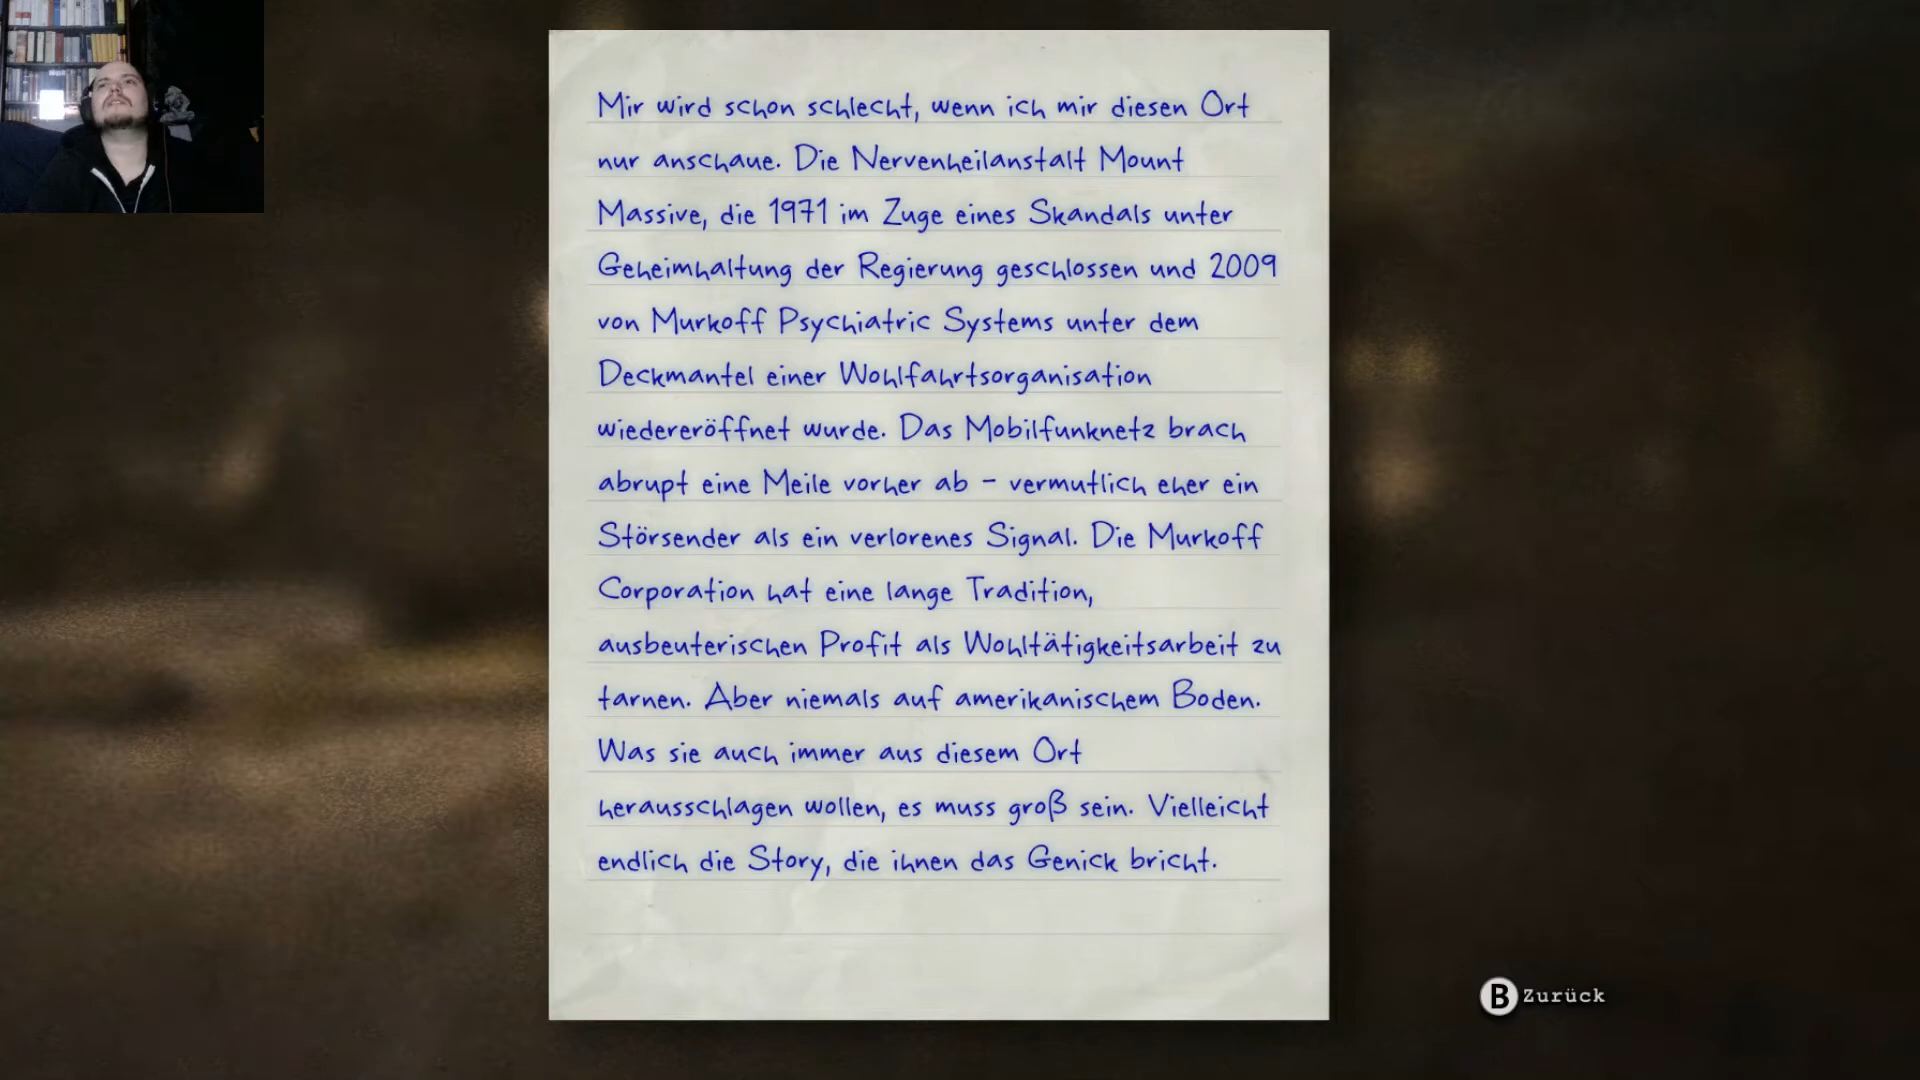 Mir wird schon schlecht, wenn ich mir diesen Ort
nur anschaue. Die Nervenheilanstalt Mount
Massive, die 1971 im Zuge eines Skandals unter
Geheimhaltung der Regierung geschlossen und 2009
von Murkoff Psychiatric Systems unter dem
Deckmantel einer Wohlfahrtsorganisation
wiedereröffnet wurde. Das Mobilfunknetz brach
abrupt eine Meile vorher ab - vermutlich eher ein
Störsender als ein verlorenes Signal. Die Murkoff
Corporation hat eine lange Tradition,
ausbeuterischen Profit als Wohltätigkeitsarbeit zu
tarnen. Aber niemals auf amerikanischem Boden.
Was sie auch immer aus diesem Ort
herausschlagen wollen, es muss groß sein. Vielleicht
endlich die Story, die ihnen das Genick bricht.
B Zurück